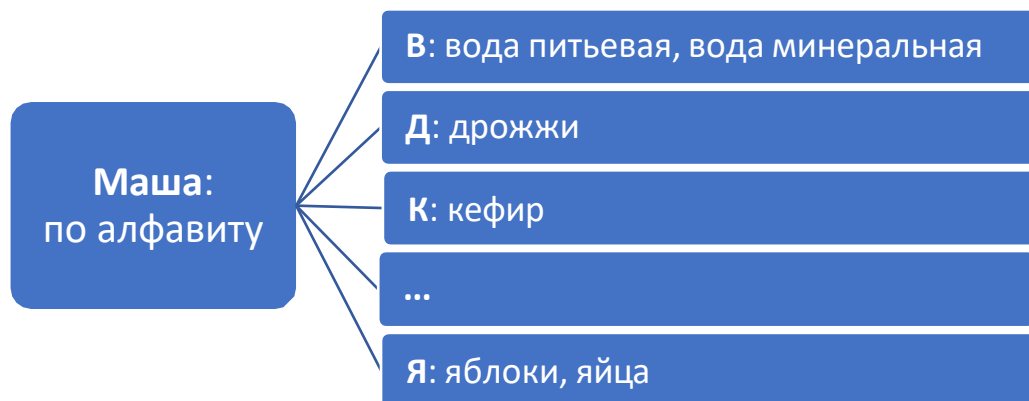 Маша:
по алфавиту
В: вода питьевая, вода минеральная
Д: дрожжи
К: кефир
...
Я: яблоки, яйца